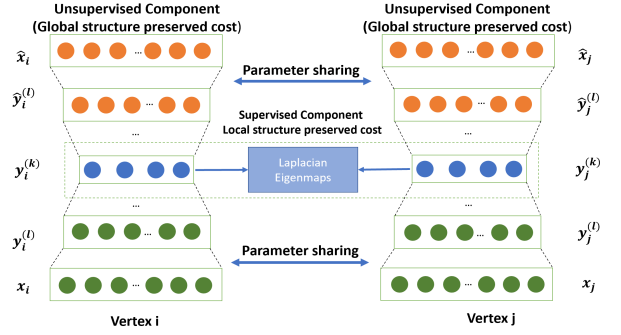 Unsupervised Component
(Global structure preserved cost)
Unsupervised Component
(Global structure preserved cost)
x̂ᵢ
...
x̂ⱼ
...
Parameter sharing
ŷᵢ⁽ˡ⁾
...
ŷⱼ⁽ˡ⁾
...
Supervised Component
Local structure preserved cost
...
...
yᵢ⁽ᵏ⁾
Laplacian
Eigenmaps
yⱼ⁽ᵏ⁾
...
...
yᵢ⁽ˡ⁾
...
yⱼ⁽ˡ⁾
...
Parameter sharing
xᵢ
...
xⱼ
...
Vertex i
Vertex j